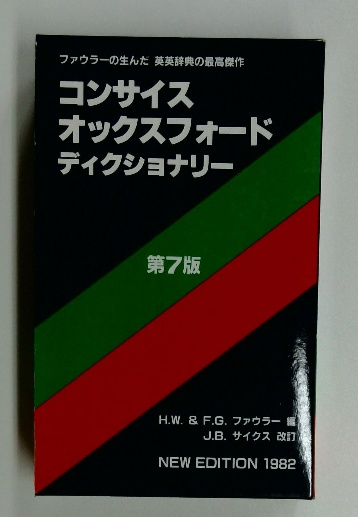 ファウラーの生んだ 英英辞典の最高傑作
コンサイス
オックスフォード
ディクショナリー
第7版
H.W. & F.G. ファウラー 編
J.B. サイクス 改訂
NEW EDITION 1982